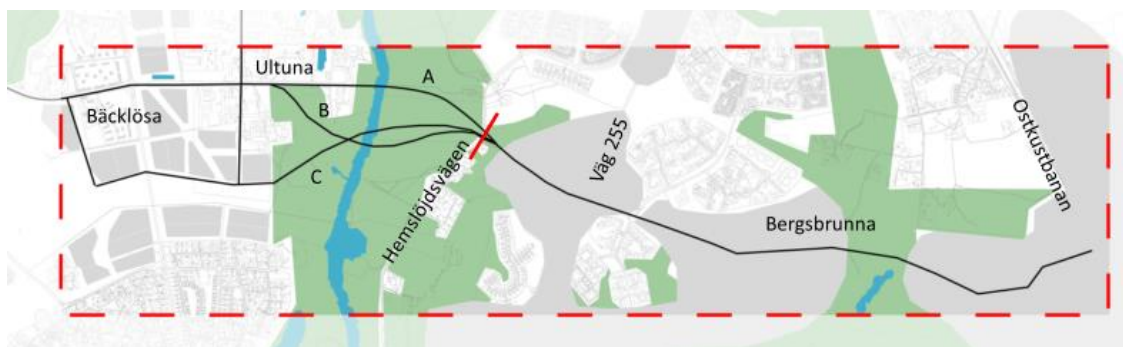 Ultuna
A
B
Bäcklösa
C
Hemslöjdsvägen
Väg 255
Ostkustbanan
Bergsbrunna